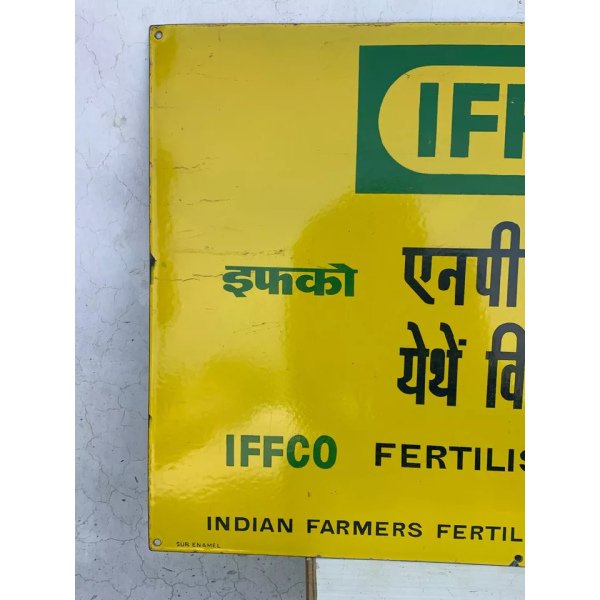 IFF
इफको एनपी
येथें वि
IFFCO FERTILIS
INDIAN FARMERS FERTIL
SUR ENAMEL